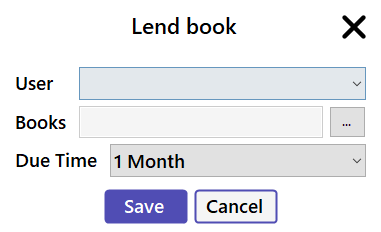 Lend book
User
Books ...
Due Time 1 Month
Save Cancel